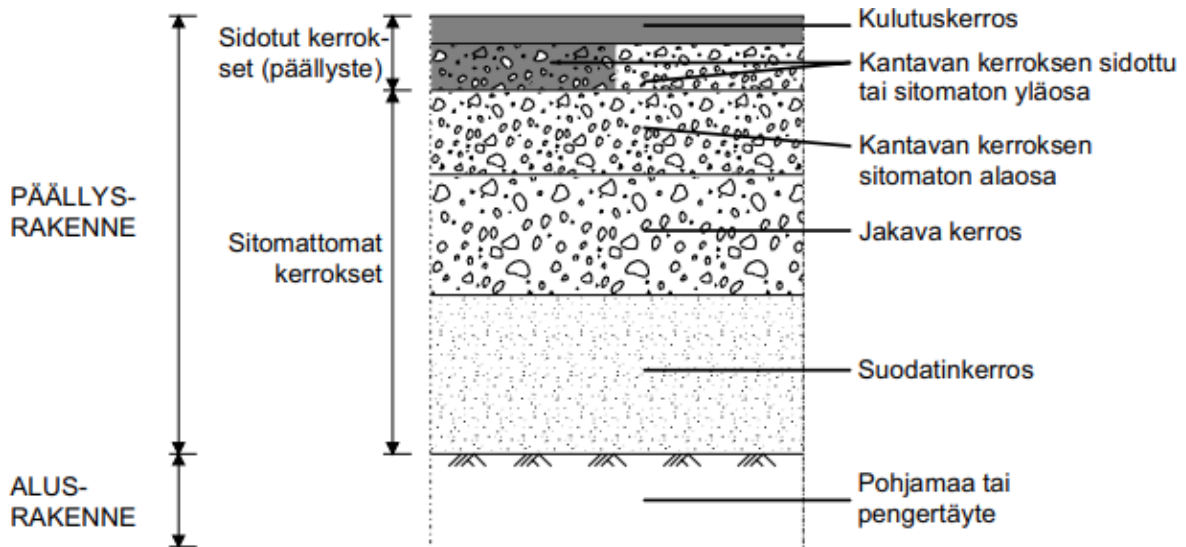 Sidotut kerrok-
set (päällyste)
PÄÄLLYS-
RAKENNE
Sitomattomat
kerrokset
ALUS-
RAKENNE
Kulutuskerros
Kantavan kerroksen sidottu
tai sitomaton yläosa
Kantavan kerroksen
sitomaton alaosa
Jakava kerros
Suodatinkerros
Pohjamaa tai
pengertäyte